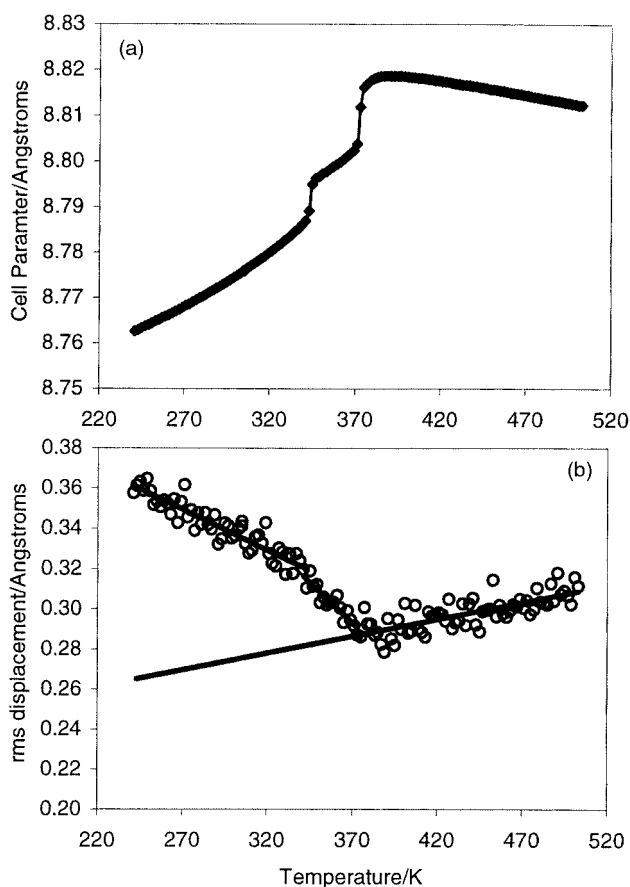 8.83
(a)
8.82
8.81
8.80
8.79
8.78
8.77
8.76
8.75
Cell Paramter/Angstroms
220 270 320 370 420 470 520
0.38
(b)
0.36
0.34
0.32
0.30
0.28
0.26
0.24
0.22
0.20
rms displacement/Angstroms
220 270 320 370 420 470 520
Temperature/K